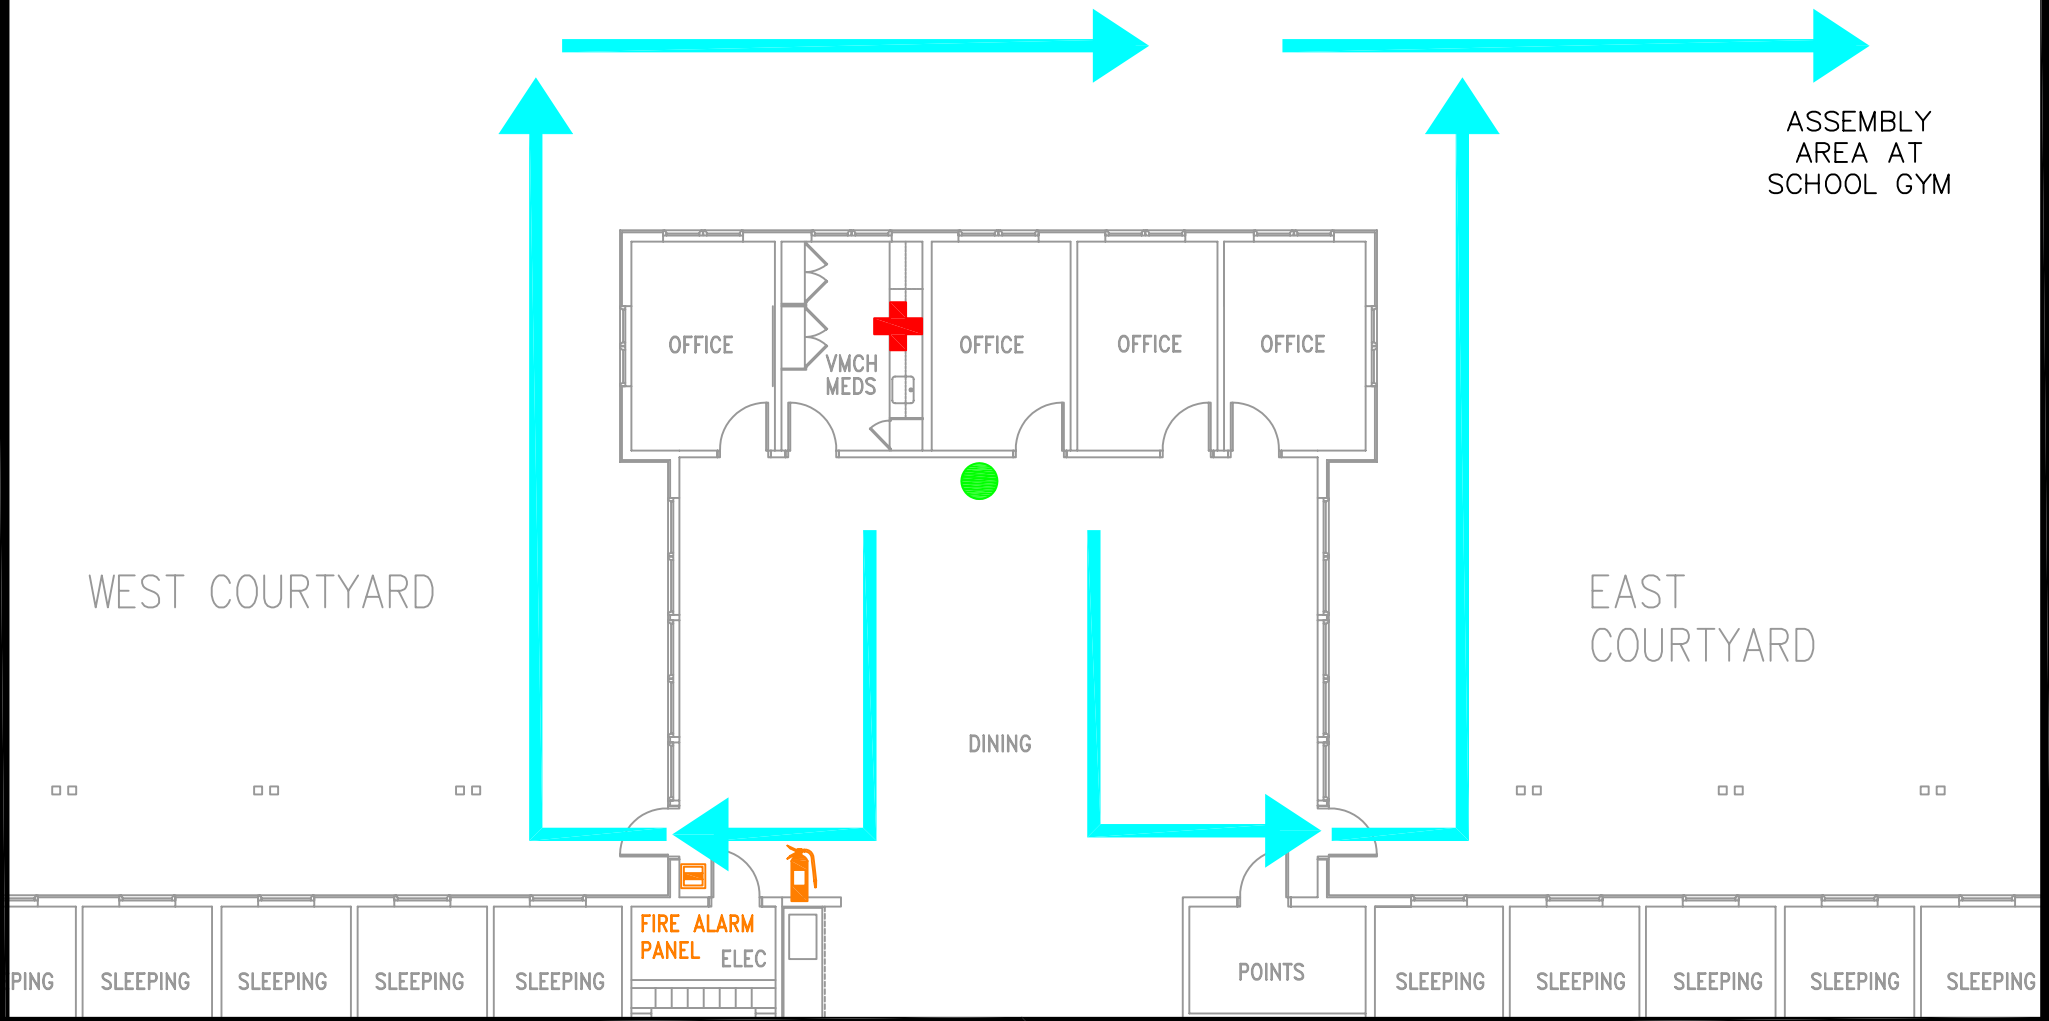 ASSEMBLY
AREA AT
SCHOOL GYM
OFFICE
VMCH
MEDS
OFFICE
OFFICE
OFFICE
WEST COURTYARD
EAST
COURTYARD
DINING
FIRE ALARM
PANEL
ELEC
POINTS
PING
SLEEPING
SLEEPING
SLEEPING
SLEEPING
SLEEPING
SLEEPING
SLEEPING
SLEEPING
SLEEPING